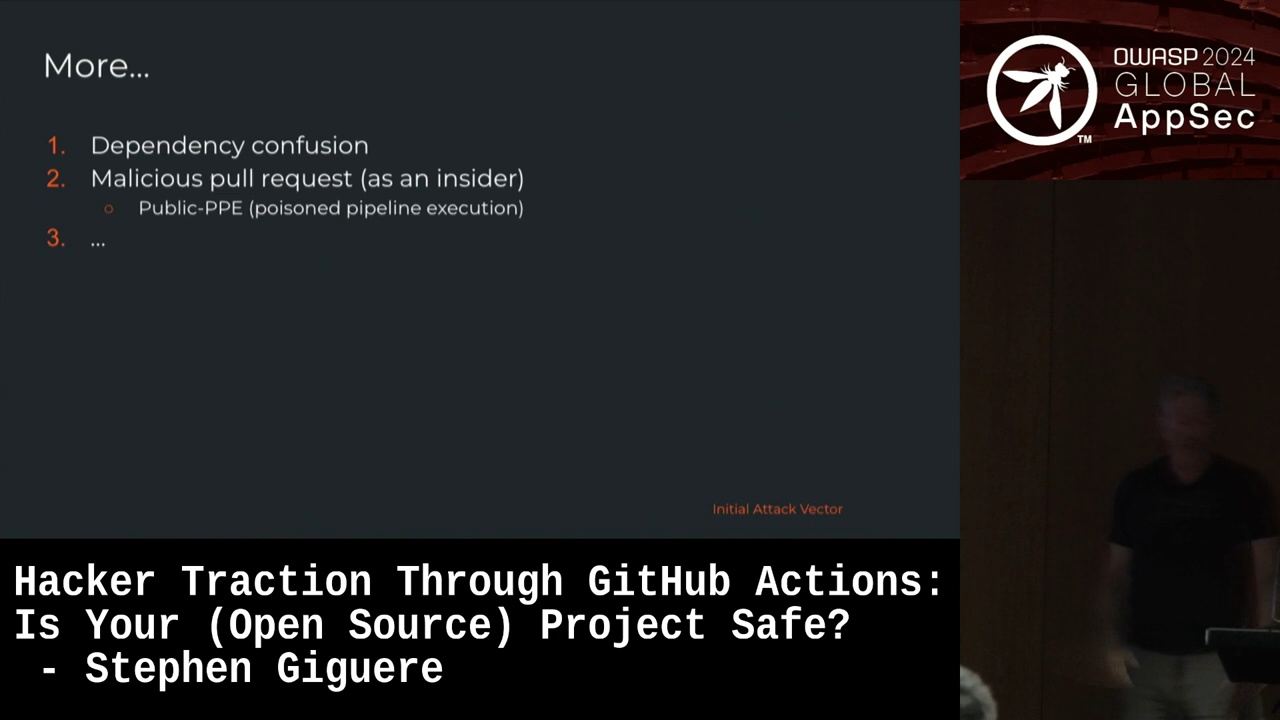 More...
1. Dependency confusion
2. Malicious pull request (as an insider)
○ Public-PPE (poisoned pipeline execution)
3. ...
Initial Attack Vector
Hacker Traction Through GitHub Actions:
Is Your (Open Source) Project Safe?
- Stephen Giguere
OWASP 2024
GLOBAL
AppSec
TM